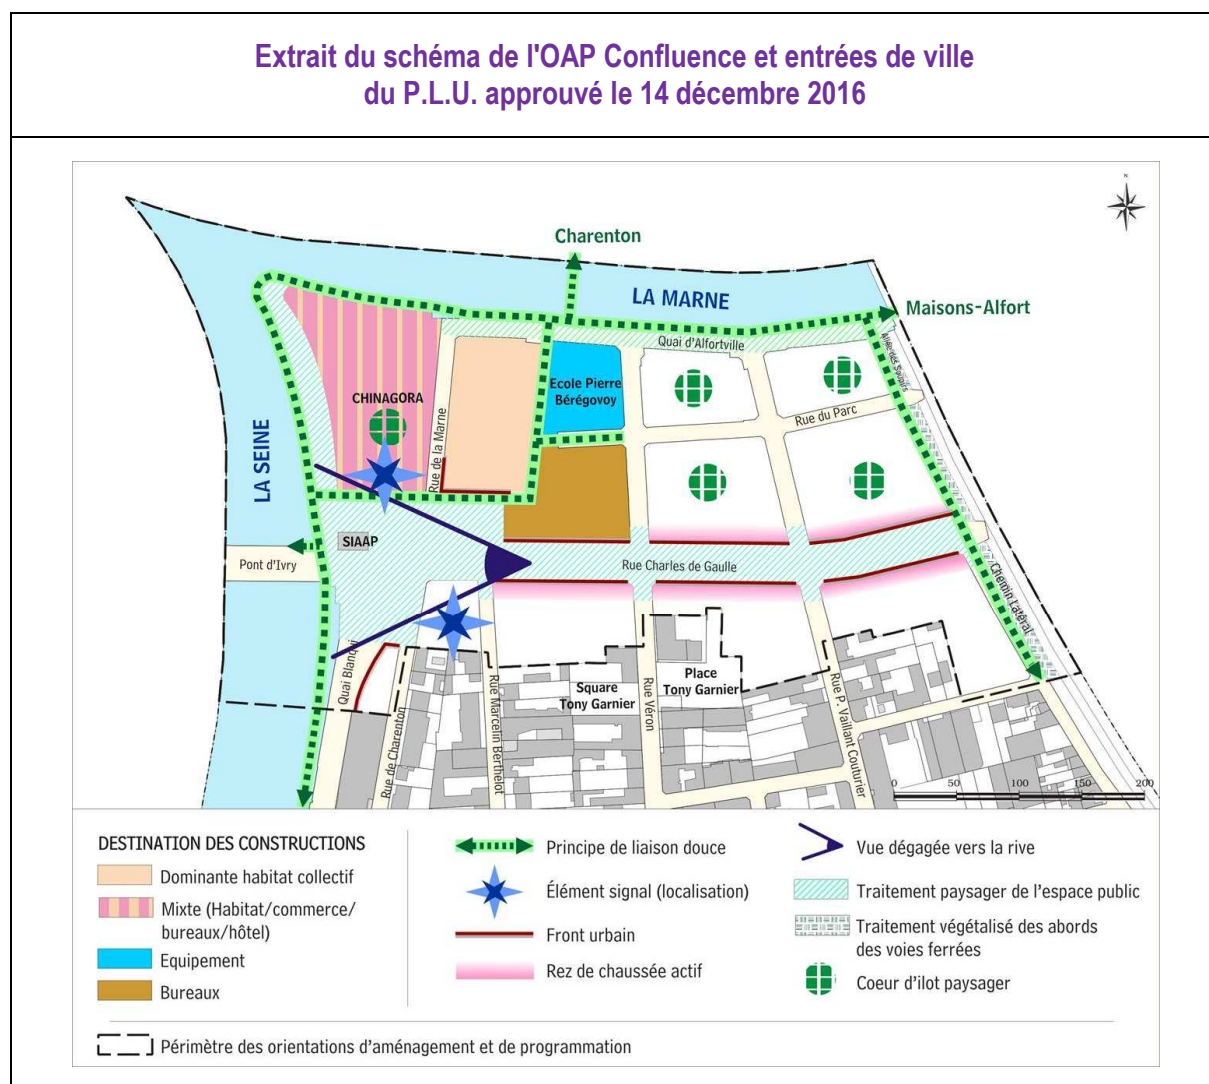 Extrait du schéma de l'OAP Confluence et entrées de ville
du P.L.U. approuvé le 14 décembre 2016
N
Charenton
LA MARNE
Maisons-Alfort
Quai d'Alfortville
Allée des Soupirs
Ecole Pierre
Bérégovoy
CHINAGORA
Rue du Parc
Rue de la Marne
LA SEINE
SIAAP
Pont d'Ivry
Rue Charles de Gaulle
Chemin Latéral
Quai Blanqui
Rue de Charenton
Rue Marcelin Berthelot
Square
Tony Garnier
Rue Véron
Place
Tony Garnier
Rue P. Vaillant Couturier
0 50 100 150 200
DESTINATION DES CONSTRUCTIONS
Dominante habitat collectif
Mixte (Habitat/commerce/
bureaux/hôtel)
Equipement
Bureaux
Principe de liaison douce
Élément signal (localisation)
Front urbain
Rez de chaussée actif
Vue dégagée vers la rive
Traitement paysager de l'espace public
Traitement végétalisé des abords
des voies ferrées
Coeur d'ilot paysager
Périmètre des orientations d'aménagement et de programmation